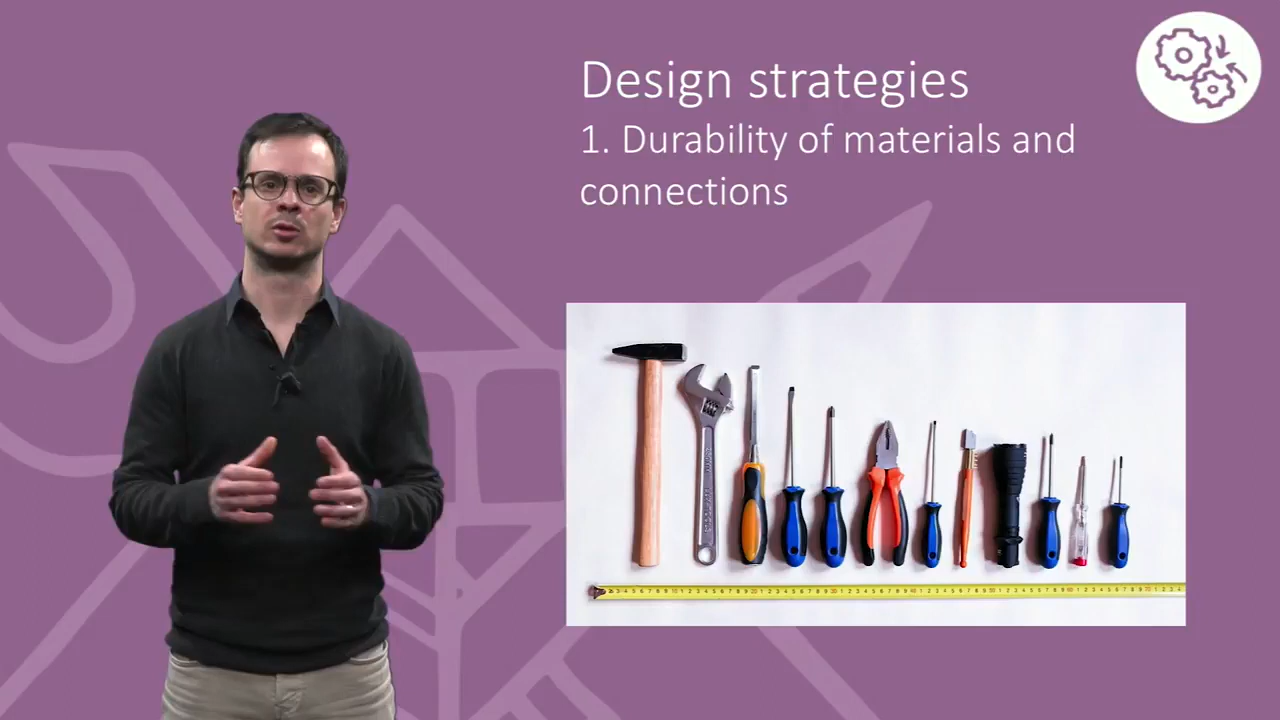 Design strategies
1. Durability of materials and
connections